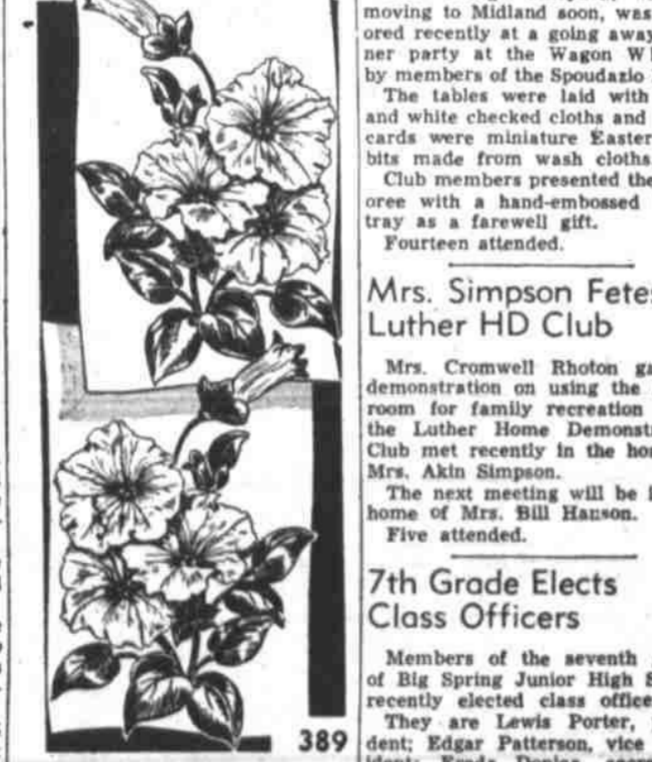 389
moving to Midland soon, was
ored recently at a going away
ner party at the Wagon
by members of the Spoudazio
The tables were laid with
and white checked cloths and
cards were miniature Easter
bits made from wash cloths
Club members presented the
oree with a hand-embossed
tray as a farewell gift.
Fourteen attended.
Mrs. Simpson Fetes
Luther HD Club
Mrs. Cromwell Rhoton
demonstration on using the
room for family recreation
the Luther Home
Club met recently in the
Mrs. Akin Simpson.
The next meeting will be
home of Mrs. Bill Hanson.
Five attended.
7th Grade Elects
Class Officers
Members of the seventh
of Big Spring Junior High
recently elected class
They are Lewis Porter,
dent; Edgar Patterson, vice